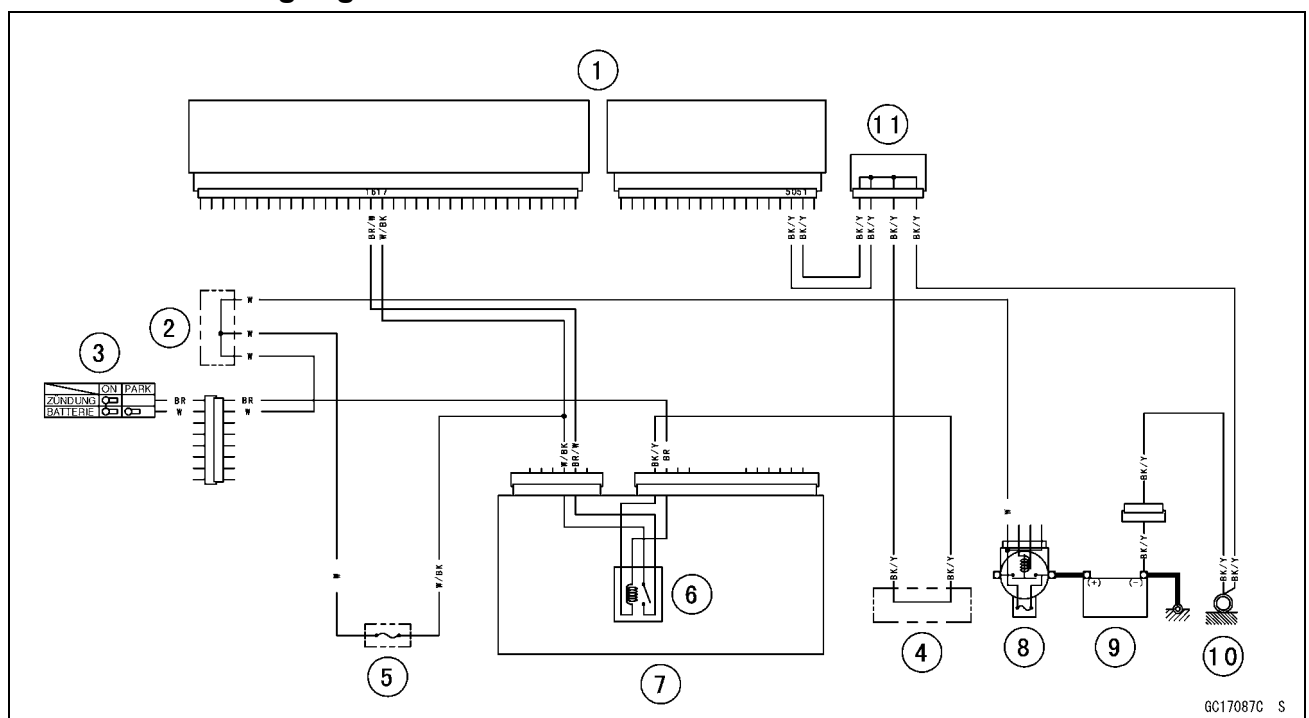 1
11
1617
5051
BR/W
W/BK
BK/Y
BK/Y
BK/Y
BK/Y
2
W
W
W
3
ON PARK
ZÜNDUNG
BATTERIE
BR
W
BR
W
W/BK
BR/W
BK/Y
BR
BK/Y
W
W/BK
W
BK/Y
BK/Y
BK/Y
BK/Y
BK/Y
(+) (-)
6
5
7
4
8
9
10
GC17087C S